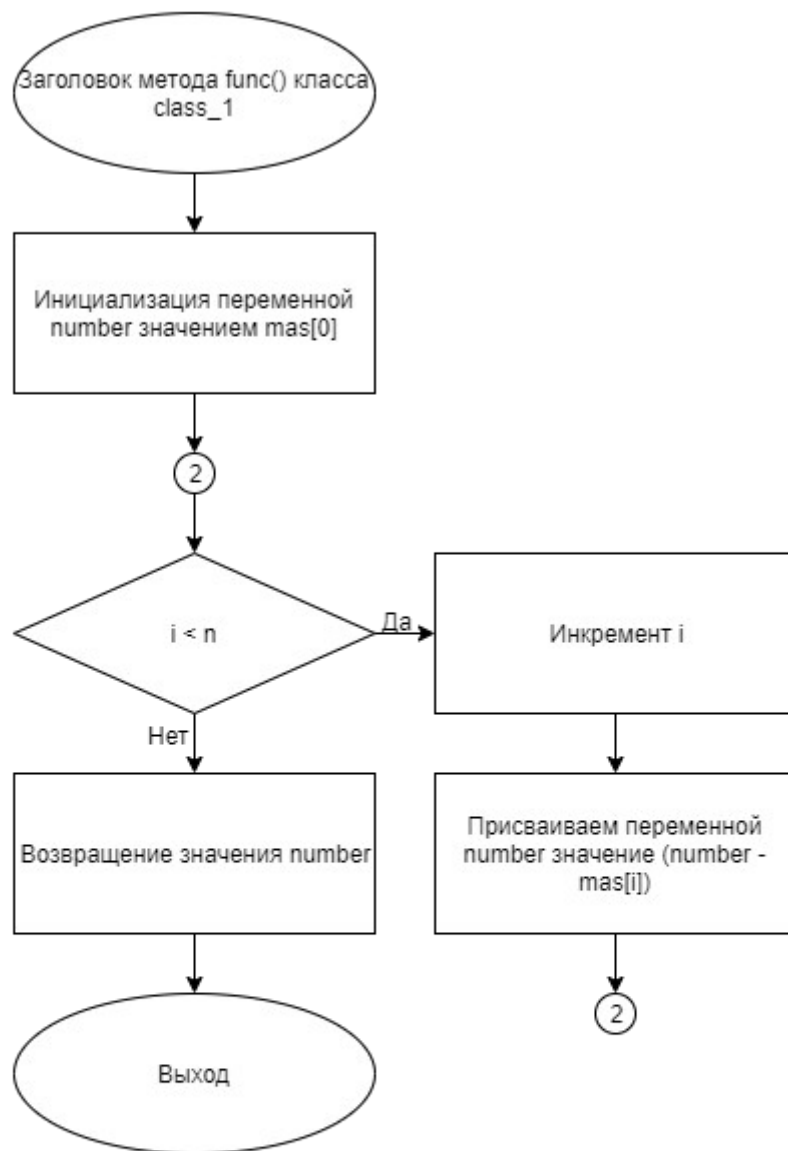 Заголовок метода func() класса
class_1
Инициализация переменной
number значением mas[0]
2
i < n
Да
Инкремент i
Нет
Возвращение значения number
Присваиваем переменной
number значение (number -
mas[i])
2
Выход